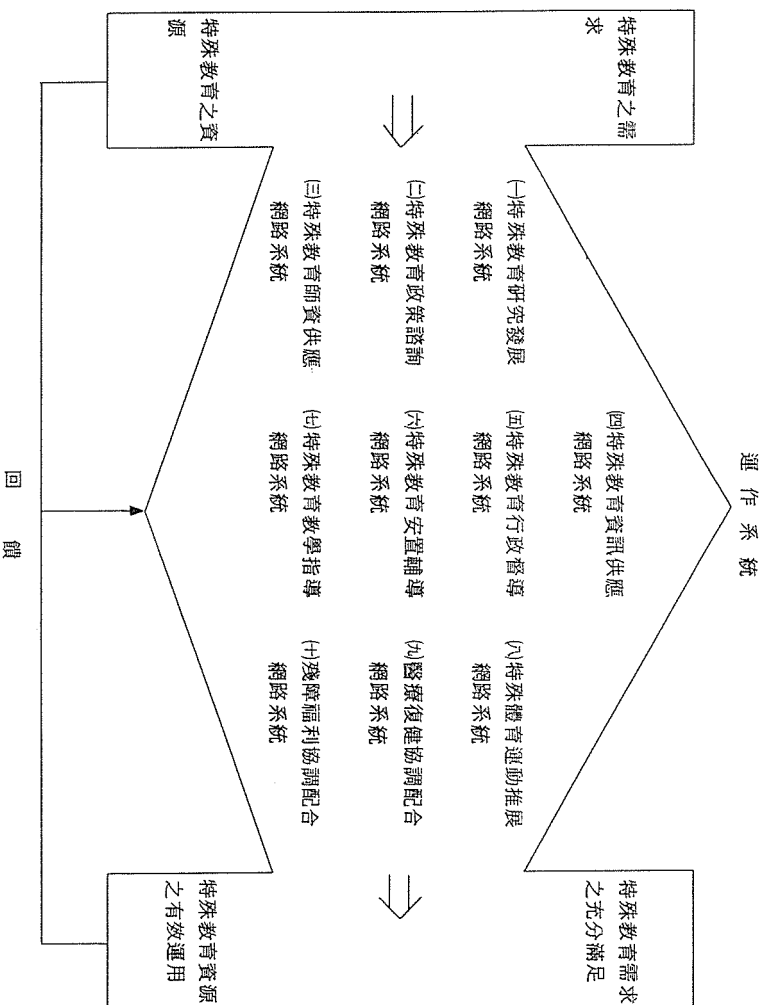 運作系統
特殊教育之需
求
特殊教育之資
源
㈠特殊教育研究發展
網路系統
㈡特殊教育政策諮詢
網路系統
㈢特殊教育師資供應
網路系統
㈣特殊教育資訊供應
網路系統
㈤特殊教育行政督導
網路系統
㈥特殊教育安置輔導
網路系統
㈦特殊教育教學指導
網路系統
㈧特殊體育運動推展
網路系統
㈨醫療復健協調配合
網路系統
㈩殘障福利協調配合
網路系統
特殊教育需求
之充分滿足
特殊教育資源
之有效運用
回饋